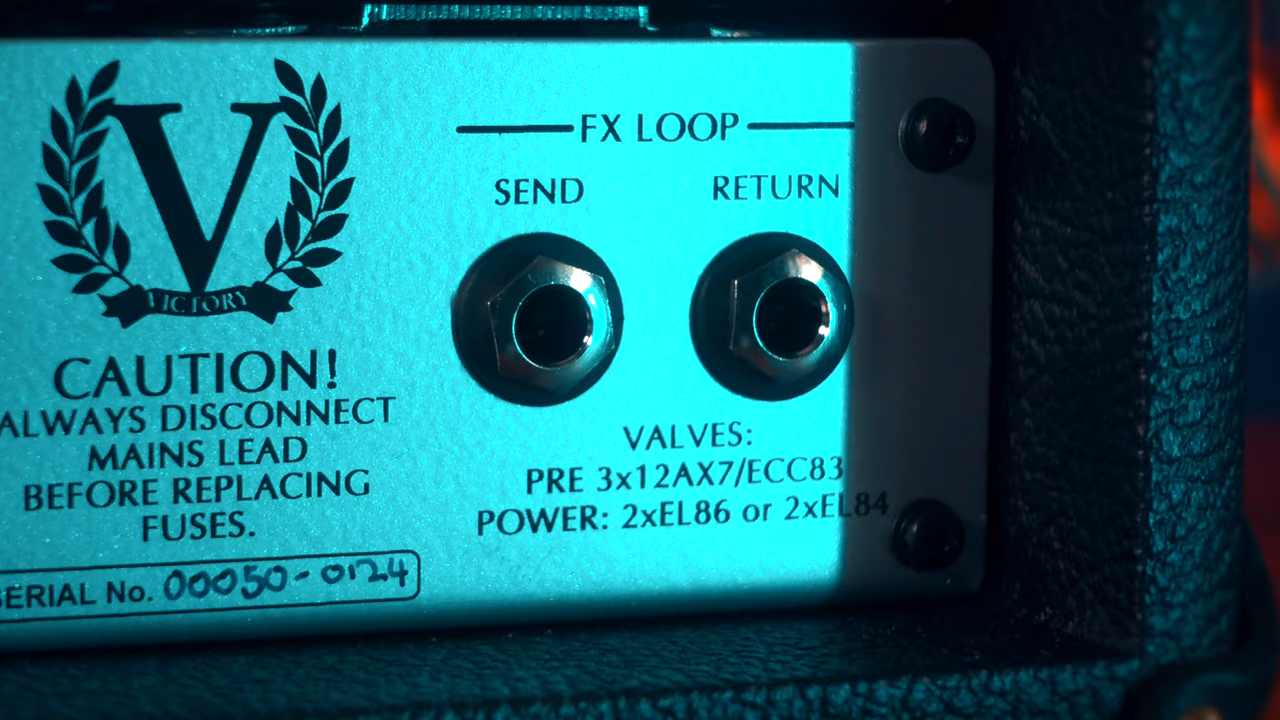 V
VICTORY
CAUTION!
ALWAYS DISCONNECT
MAINS LEAD
BEFORE REPLACING
FUSES.
SERIAL No. 00050-0124
FX LOOP
SEND RETURN
VALVES:
PRE 3x12AX7/ECC83
POWER: 2xEL86 or 2xEL84